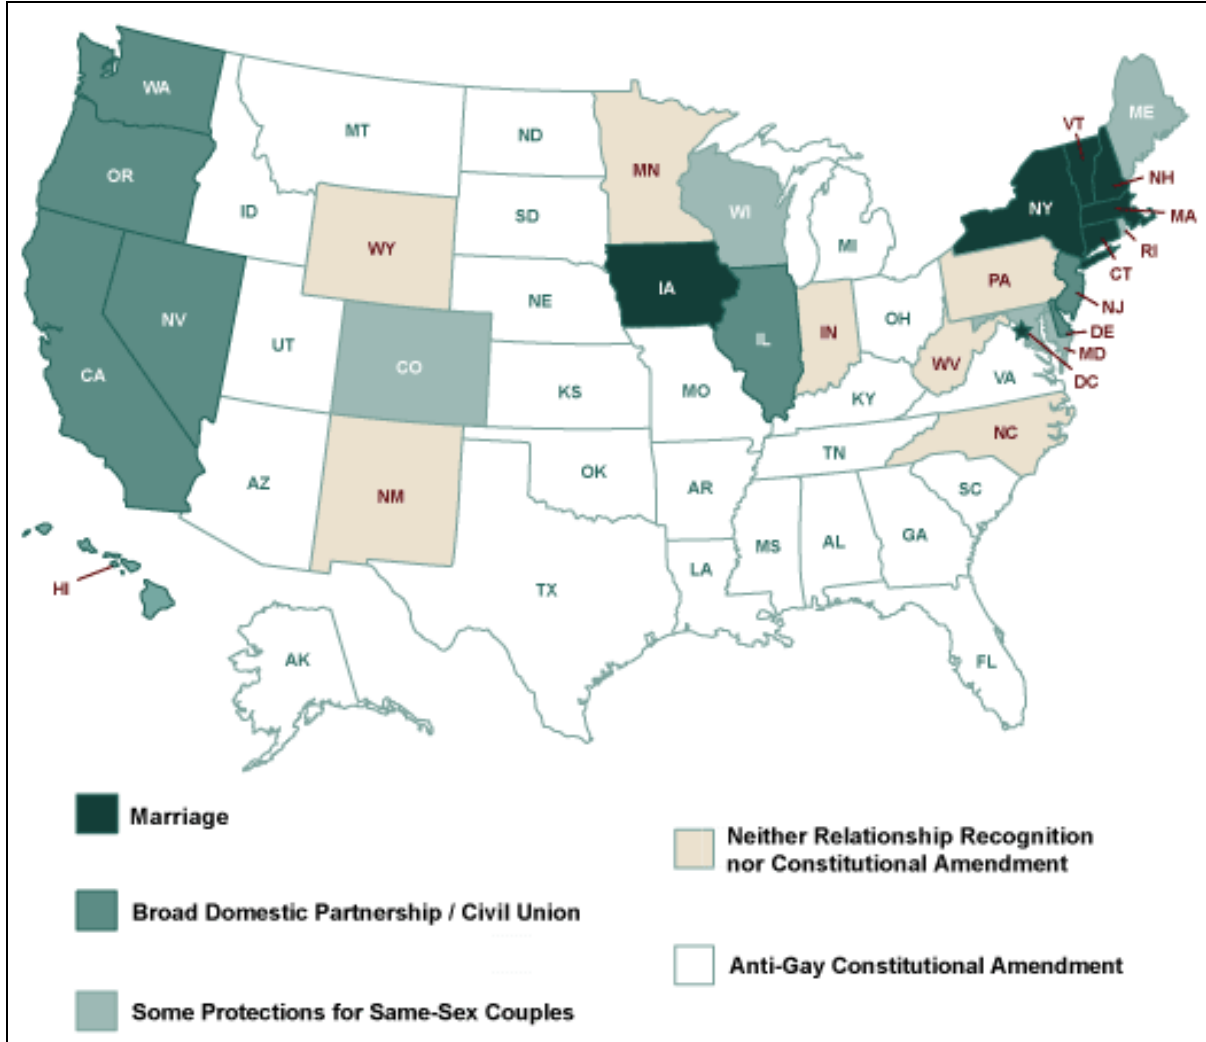 WA
MT
ND
MN
ME
VT
OR
ID
SD
WI
NH
NY
MA
WY
MI
RI
IA
PA
CT
NE
NJ
NV
UT
IN
OH
IL
DE
CA
CO
WV
MD
KS
MO
VA
DC
KY
NC
TN
AZ
NM
OK
AR
SC
MS
AL
GA
LA
HI
TX
AK
FL
Marriage
Neither Relationship Recognition
nor Constitutional Amendment
Broad Domestic Partnership / Civil Union
Anti-Gay Constitutional Amendment
Some Protections for Same-Sex Couples